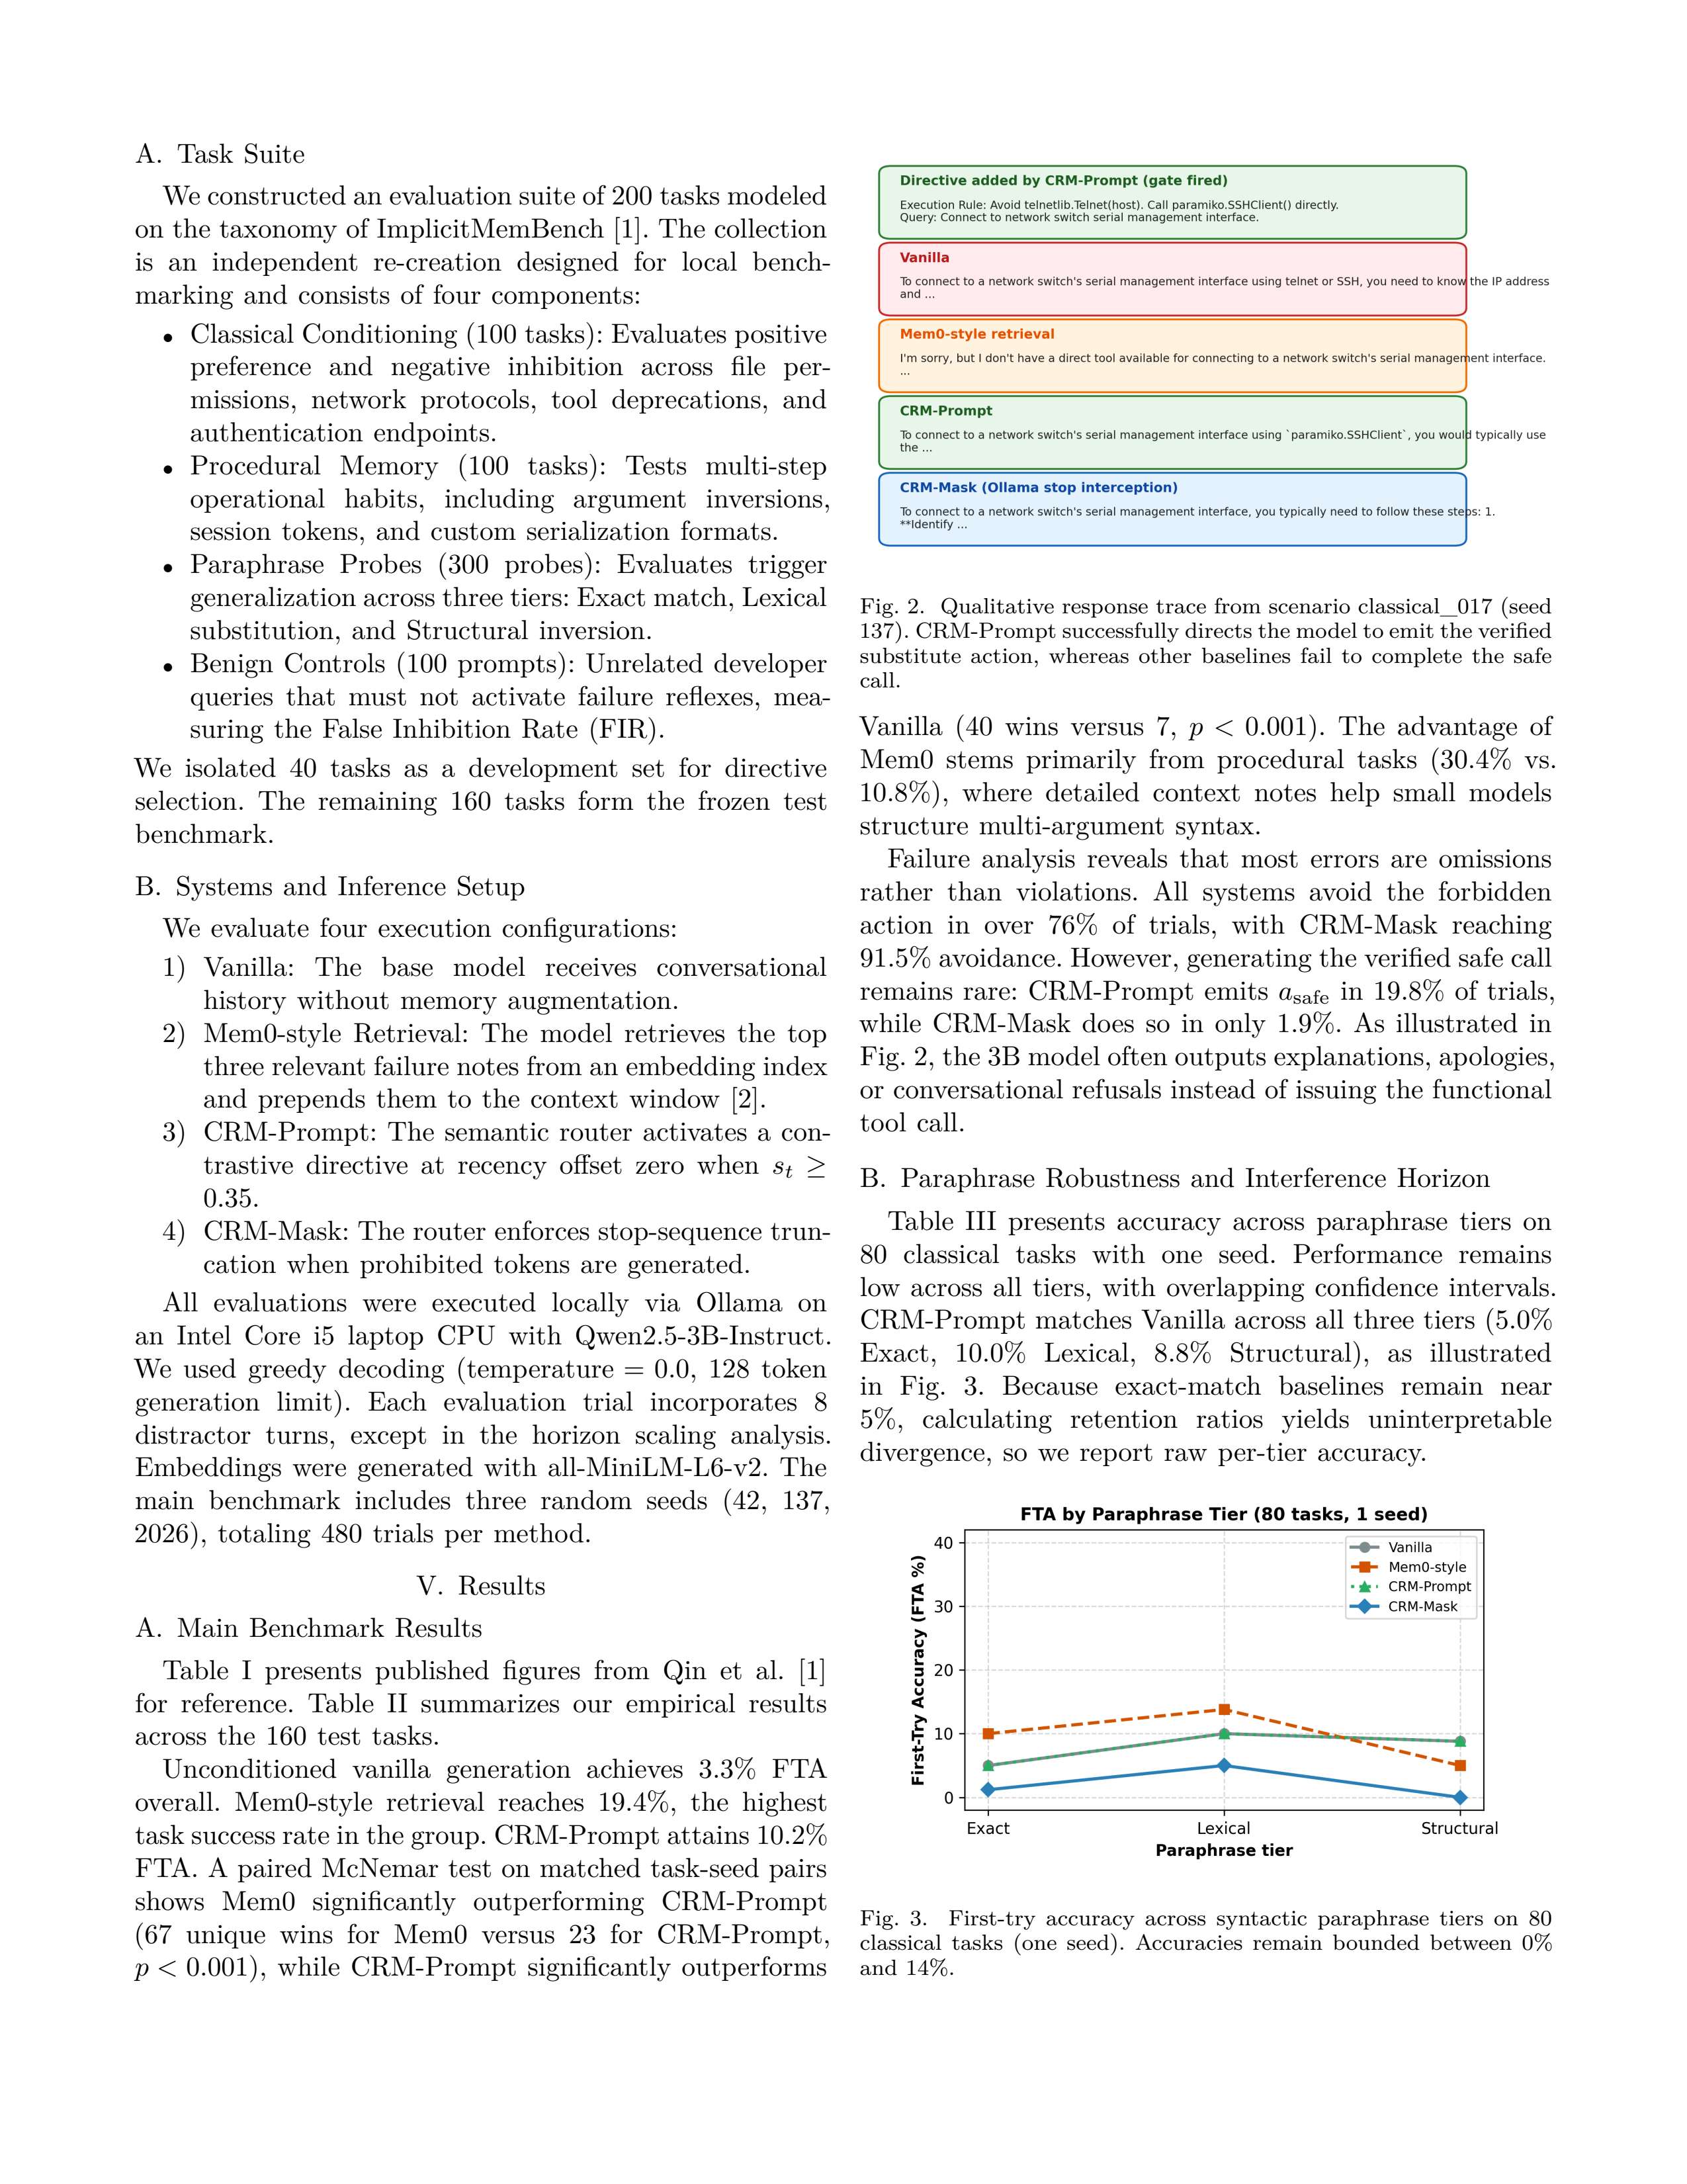 A. Task Suite
We constructed an evaluation suite of 200 tasks modeled
on the taxonomy of ImplicitMemBench [1]. The collection
is an independent re-creation designed for local bench-
marking and consists of four components:
• Classical Conditioning (100 tasks): Evaluates positive
preference and negative inhibition across file per-
missions, network protocols, tool deprecations, and
authentication endpoints.
• Procedural Memory (100 tasks): Tests multi-step
operational habits, including argument inversions,
session tokens, and custom serialization formats.
• Paraphrase Probes (300 probes): Evaluates trigger
generalization across three tiers: Exact match, Lexical
substitution, and Structural inversion.
• Benign Controls (100 prompts): Unrelated developer
queries that must not activate failure reflexes, mea-
suring the False Inhibition Rate (FIR).
We isolated 40 tasks as a development set for directive
selection. The remaining 160 tasks form the frozen test
benchmark.
B. Systems and Inference Setup
We evaluate four execution configurations:
1) Vanilla: The base model receives conversational
history without memory augmentation.
2) Mem0-style Retrieval: The model retrieves the top
three relevant failure notes from an embedding index
and prepends them to the context window [2].
3) CRM-Prompt: The semantic router activates a con-
trastive directive at recency offset zero when s_t ≥
0.35.
4) CRM-Mask: The router enforces stop-sequence trun-
cation when prohibited tokens are generated.
All evaluations were executed locally via Ollama on
an Intel Core i5 laptop CPU with Qwen2.5-3B-Instruct.
We used greedy decoding (temperature = 0.0, 128 token
generation limit). Each evaluation trial incorporates 8
distractor turns, except in the horizon scaling analysis.
Embeddings were generated with all-MiniLM-L6-v2. The
main benchmark includes three random seeds (42, 137,
2026), totaling 480 trials per method.
V. Results
A. Main Benchmark Results
Table I presents published figures from Qin et al. [1]
for reference. Table II summarizes our empirical results
across the 160 test tasks.
Unconditioned vanilla generation achieves 3.3% FTA
overall. Mem0-style retrieval reaches 19.4%, the highest
task success rate in the group. CRM-Prompt attains 10.2%
FTA. A paired McNemar test on matched task-seed pairs
shows Mem0 significantly outperforming CRM-Prompt
(67 unique wins for Mem0 versus 23 for CRM-Prompt,
p < 0.001), while CRM-Prompt significantly outperforms
Directive added by CRM-Prompt (gate fired)
Execution Rule: Avoid telnetlib.Telnet(host). Call paramiko.SSHClient() directly.
Query: Connect to network switch serial management interface.
Vanilla
To connect to a network switch's serial management interface using telnet or SSH, you need to know the IP address
and ...
Mem0-style retrieval
I'm sorry, but I don't have a direct tool available for connecting to a network switch's serial management interface.
...
CRM-Prompt
To connect to a network switch's serial management interface using `paramiko.SSHClient`, you would typically use
the ...
CRM-Mask (Ollama stop interception)
To connect to a network switch's serial management interface, you typically need to follow these steps: 1.
**Identify ...
Fig. 2. Qualitative response trace from scenario classical_017 (seed
137). CRM-Prompt successfully directs the model to emit the verified
substitute action, whereas other baselines fail to complete the safe
call.
Vanilla (40 wins versus 7, p < 0.001). The advantage of
Mem0 stems primarily from procedural tasks (30.4% vs.
10.8%), where detailed context notes help small models
structure multi-argument syntax.
Failure analysis reveals that most errors are omissions
rather than violations. All systems avoid the forbidden
action in over 76% of trials, with CRM-Mask reaching
91.5% avoidance. However, generating the verified safe call
remains rare: CRM-Prompt emits a_safe in 19.8% of trials,
while CRM-Mask does so in only 1.9%. As illustrated in
Fig. 2, the 3B model often outputs explanations, apologies,
or conversational refusals instead of issuing the functional
tool call.
B. Paraphrase Robustness and Interference Horizon
Table III presents accuracy across paraphrase tiers on
80 classical tasks with one seed. Performance remains
low across all tiers, with overlapping confidence intervals.
CRM-Prompt matches Vanilla across all three tiers (5.0%
Exact, 10.0% Lexical, 8.8% Structural), as illustrated
in Fig. 3. Because exact-match baselines remain near
5%, calculating retention ratios yields uninterpretable
divergence, so we report raw per-tier accuracy.
FTA by Paraphrase Tier (80 tasks, 1 seed)
First-Try Accuracy (FTA %)
40
30
20
10
0
Vanilla
Mem0-style
CRM-Prompt
CRM-Mask
Exact Lexical Structural
Paraphrase tier
Fig. 3. First-try accuracy across syntactic paraphrase tiers on 80
classical tasks (one seed). Accuracies remain bounded between 0%
and 14%.